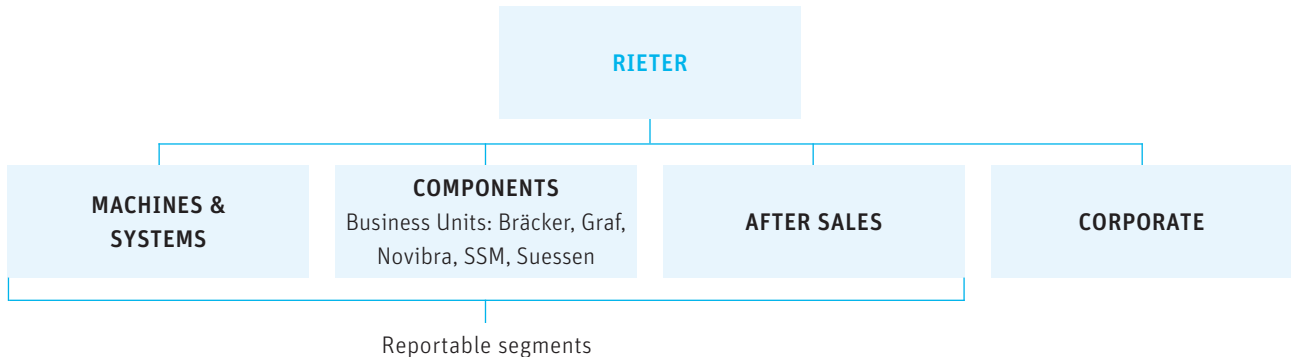 RIETER
MACHINES &
SYSTEMS
COMPONENTS
Business Units: Bräcker, Graf,
Novibra, SSM, Suessen
AFTER SALES
CORPORATE
Reportable segments